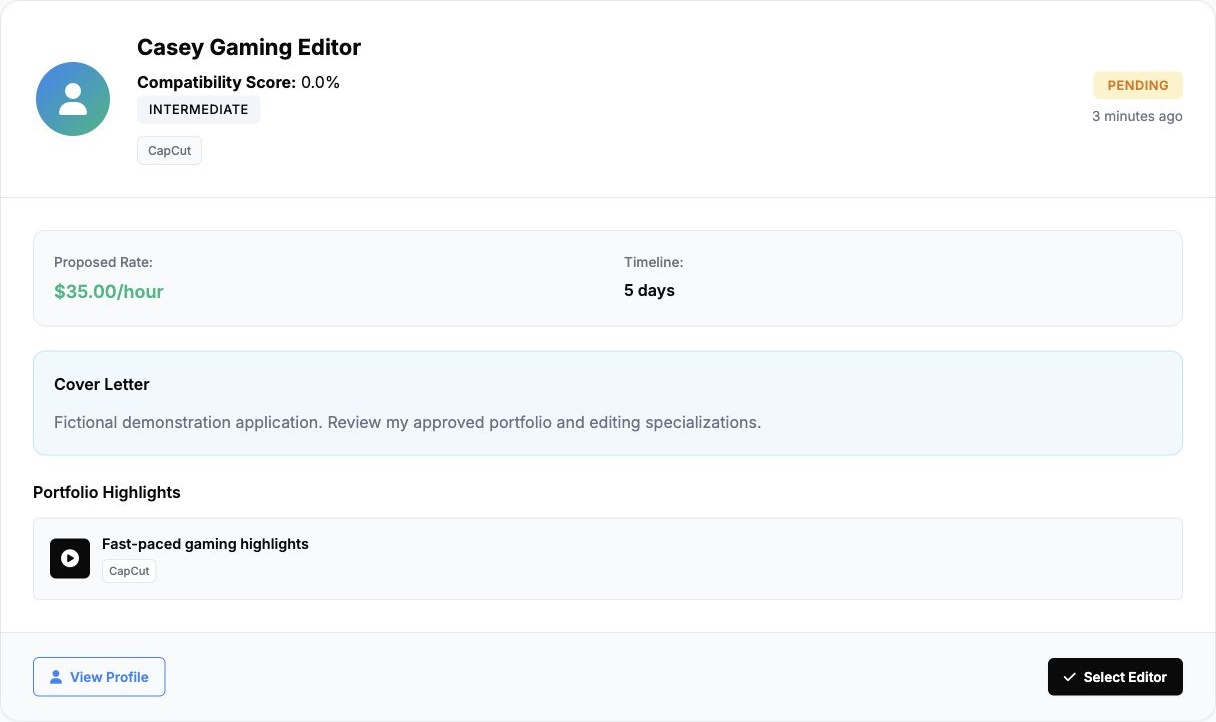 Casey Gaming Editor
Compatibility Score: 0.0%
INTERMEDIATE
CapCut
PENDING
3 minutes ago
Proposed Rate:
$35.00/hour
Timeline:
5 days
Cover Letter
Fictional demonstration application. Review my approved portfolio and editing specializations.
Portfolio Highlights
Fast-paced gaming highlights
CapCut
View Profile
Select Editor